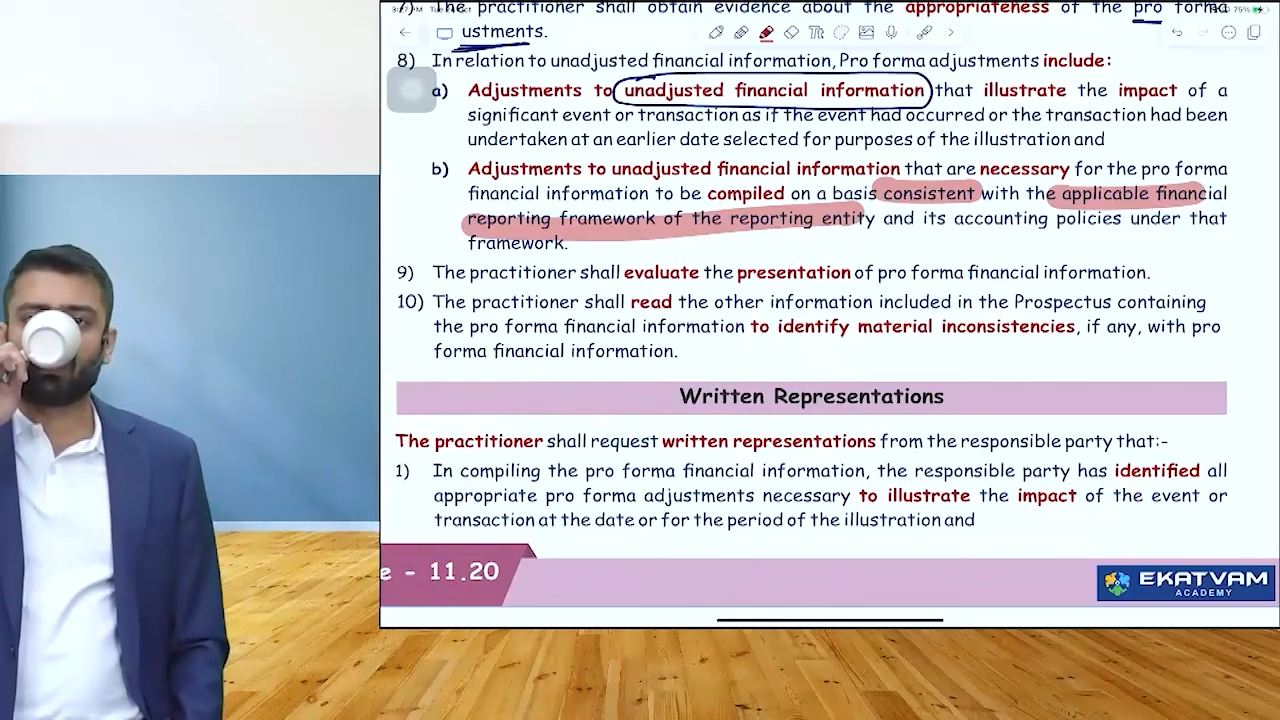 7) The practitioner shall obtain evidence about the appropriateness of the pro forma
ustments.
8) In relation to unadjusted financial information, Pro forma adjustments include:
a) Adjustments to unadjusted financial information that illustrate the impact of a
significant event or transaction as if the event had occurred or the transaction had been
undertaken at an earlier date selected for purposes of the illustration and
b) Adjustments to unadjusted financial information that are necessary for the pro forma
financial information to be compiled on a basis consistent with the applicable financial
reporting framework of the reporting entity and its accounting policies under that
framework.
9) The practitioner shall evaluate the presentation of pro forma financial information.
10) The practitioner shall read the other information included in the Prospectus containing
the pro forma financial information to identify material inconsistencies, if any, with pro
forma financial information.
Written Representations
The practitioner shall request written representations from the responsible party that:-
1) In compiling the pro forma financial information, the responsible party has identified all
appropriate pro forma adjustments necessary to illustrate the impact of the event or
transaction at the date or for the period of the illustration and
e - 11.20
EKATVAM
ACADEMY